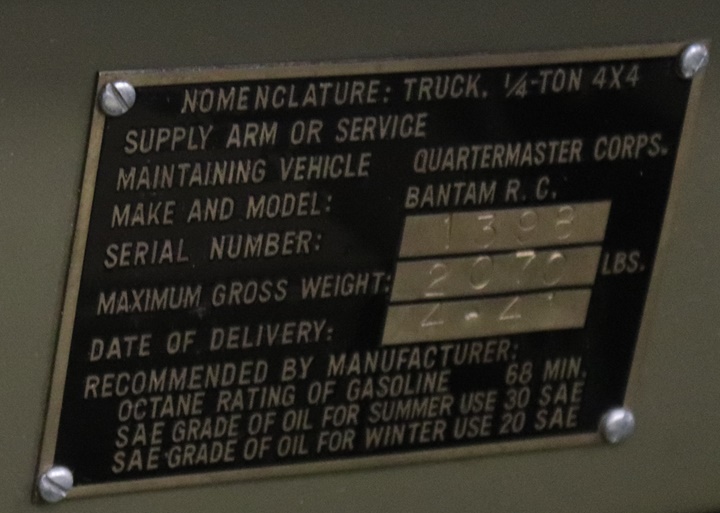 NOMENCLATURE: TRUCK, ¼-TON 4X4
SUPPLY ARM OR SERVICE
MAINTAINING VEHICLE QUARTERMASTER CORPS.
MAKE AND MODEL: BANTAM R. C.
SERIAL NUMBER: 1398
MAXIMUM GROSS WEIGHT: 2070 LBS.
DATE OF DELIVERY:
RECOMMENDED BY MANUFACTURER:
OCTANE RATING OF GASOLINE 68 MIN.
SAE GRADE OF OIL FOR SUMMER USE 30 SAE
SAE GRADE OF OIL FOR WINTER USE 20 SAE